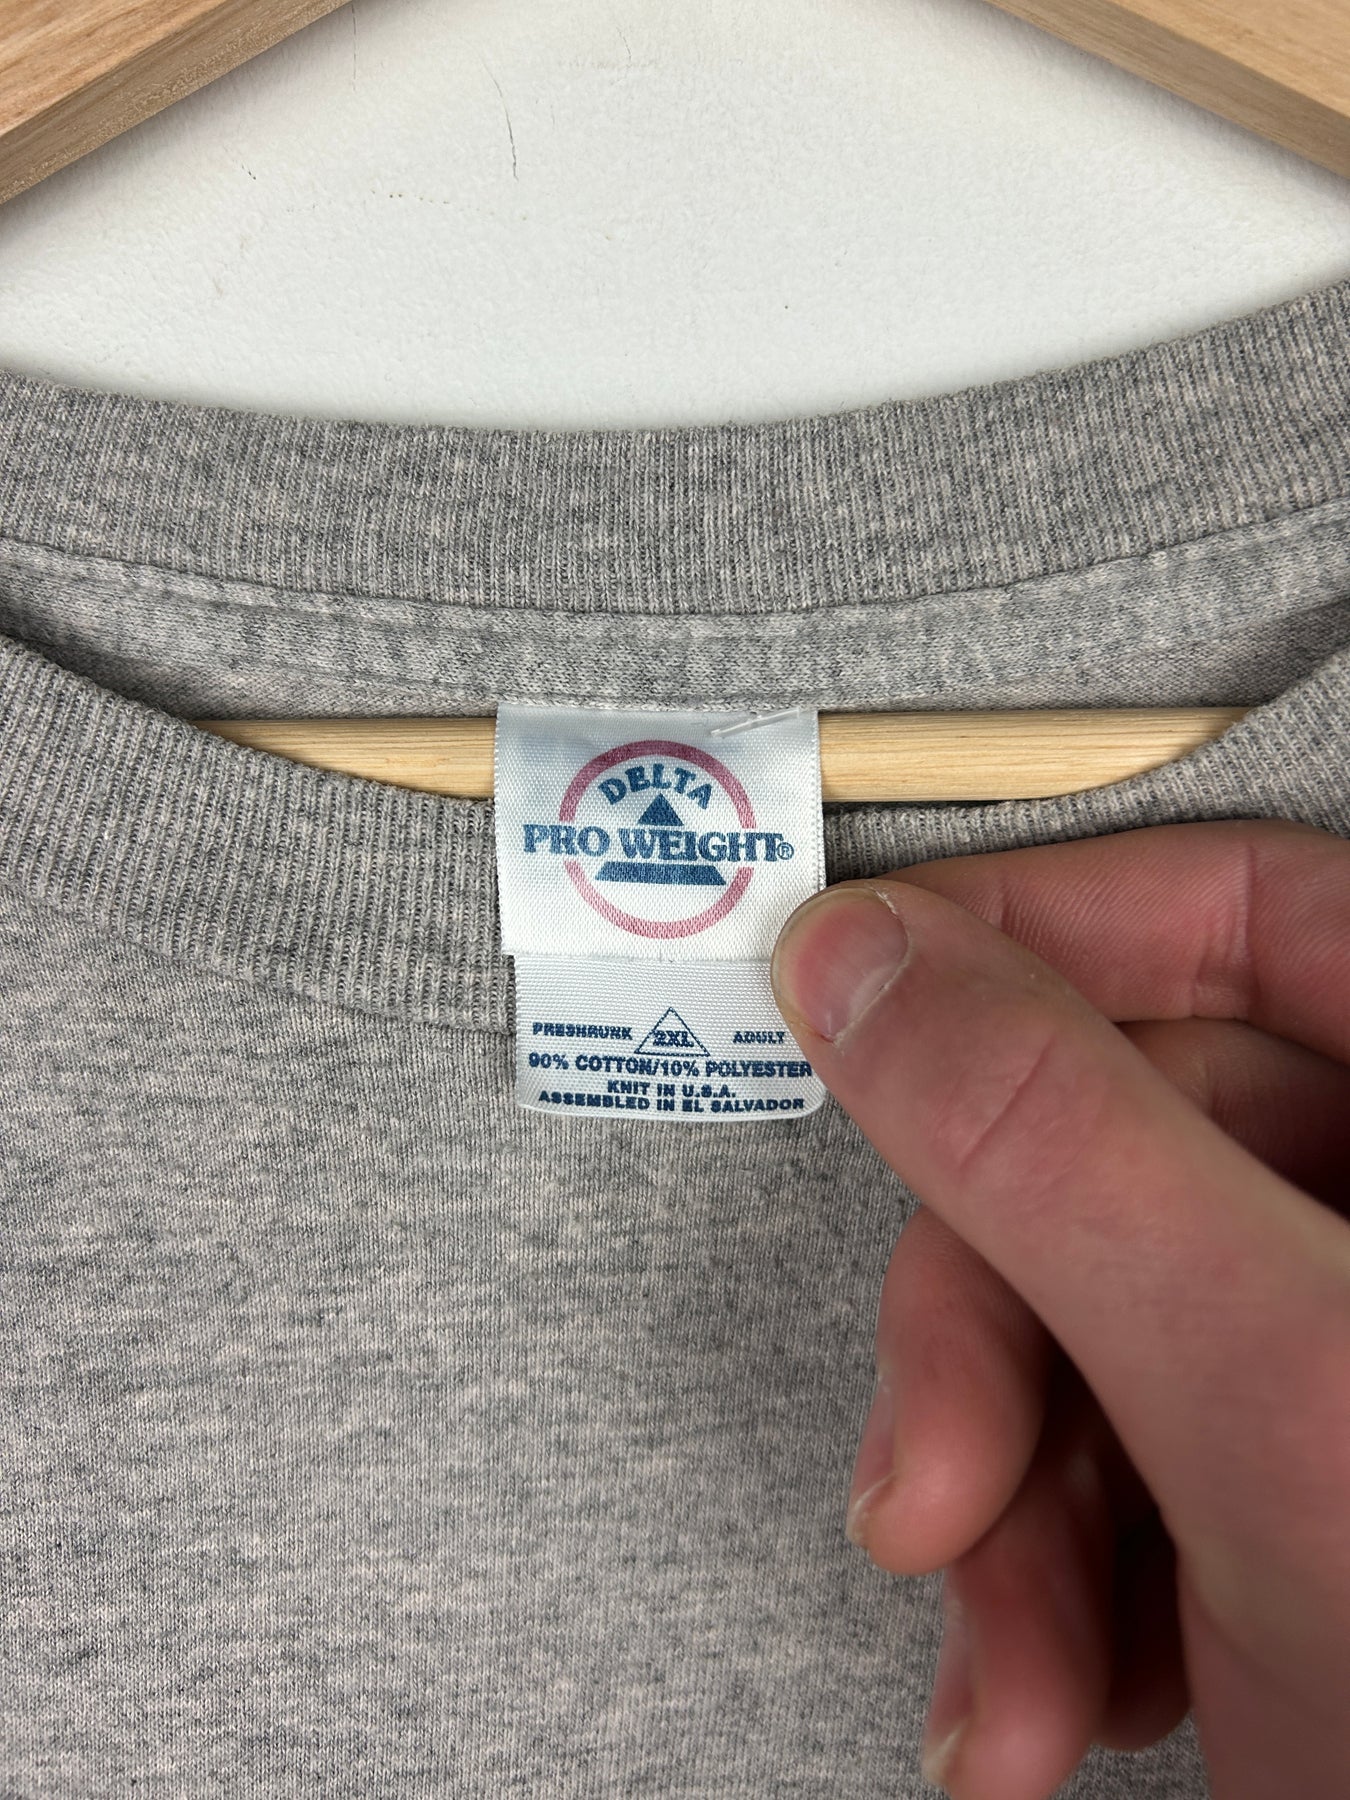 DELTA
PRO WEIGHT®
PRESHRUNK 2XL ADULT
90% COTTON/10% POLYESTER
KNIT IN U.S.A.
ASSEMBLED IN EL SALVADOR